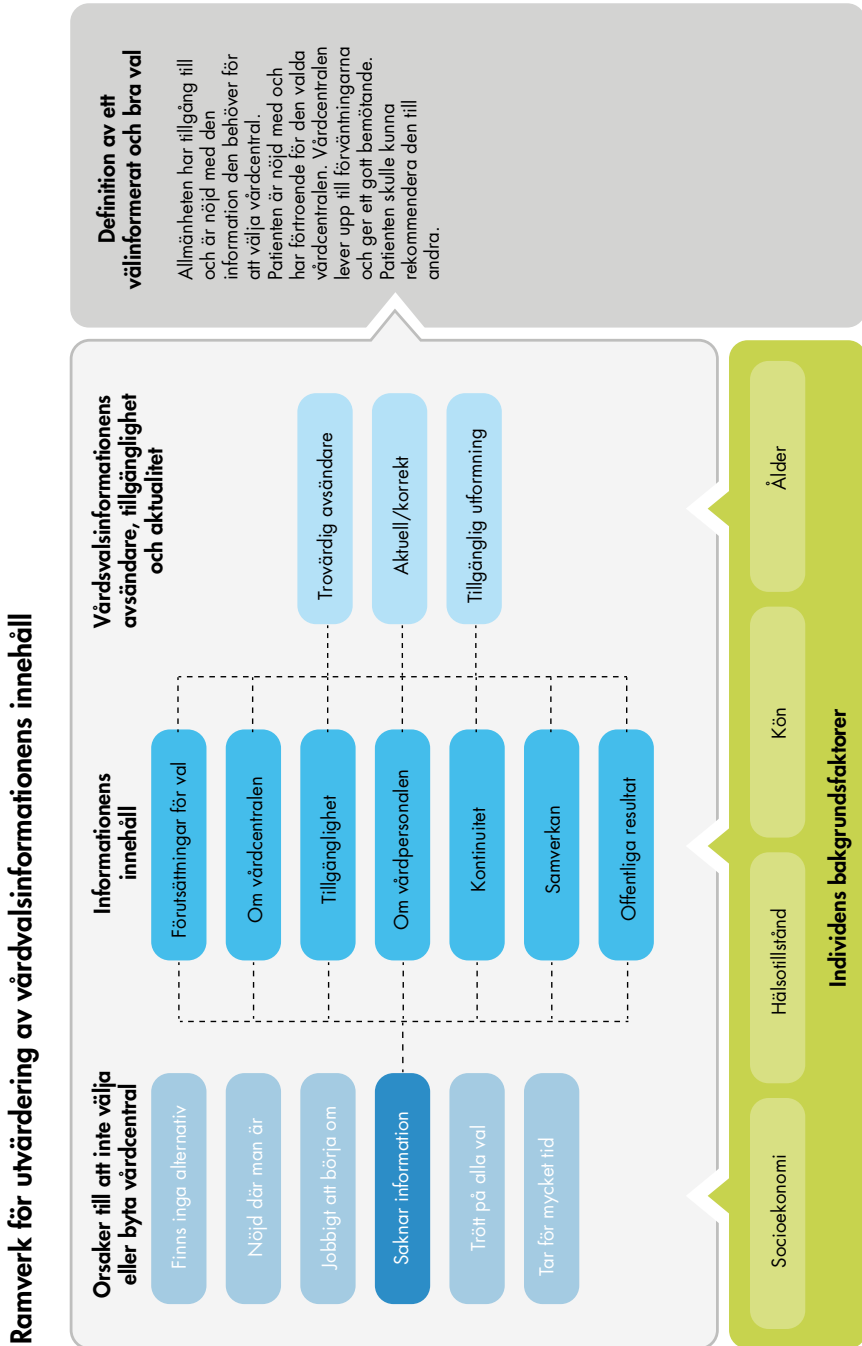 Ramverk för utvärdering av vårdvalsinformationens innehåll
Orsaker till att inte välja
eller byta vårdcentral
Finns inga alternativ
Nöjd där man är
Jobbigt att börja om
Saknar information
Trött på alla val
Tar för mycket tid
Informationens
innehåll
Förutsättningar för val
Om vårdcentralen
Tillgänglighet
Om vårdpersonalen
Kontinuitet
Samverkan
Offentliga resultat
Vårdsvalsinformationens
avsändare, tillgänglighet
och aktualitet
Trovärdig avsändare
Aktuell/korrekt
Tillgänglig utformning
Definition av ett
välinformerat och bra val
Allmänheten har tillgång till
och är nöjd med den
information den behöver för
att välja vårdcentral.
Patienten är nöjd med och
har förtroende för den valda
vårdcentralen. Vårdcentralen
lever upp till förväntningarna
och ger ett gott bemötande.
Patienten skulle kunna
rekommendera den till
andra.
Socioekonomi
Hälsotillstånd
Kön
Ålder
Individens bakgrundsfaktorer